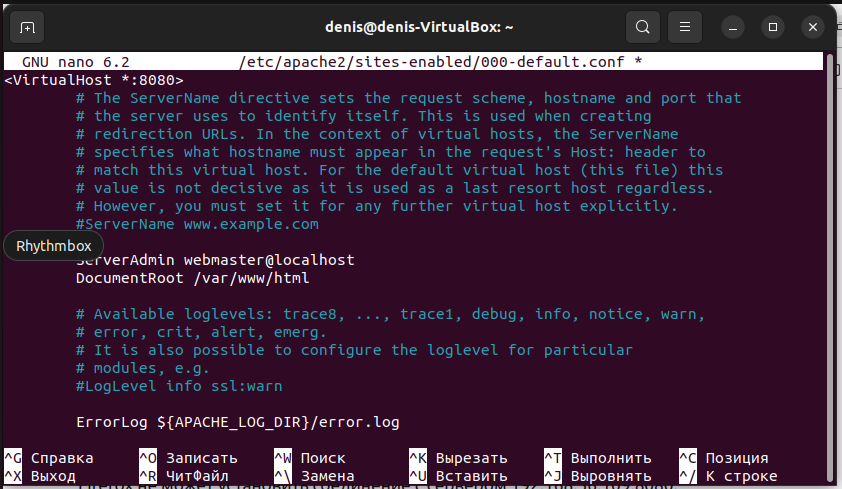 denis@denis-VirtualBox: ~
GNU nano 6.2 /etc/apache2/sites-enabled/000-default.conf *
<VirtualHost *:8080>
# The ServerName directive sets the request scheme, hostname and port that
# the server uses to identify itself. This is used when creating
# redirection URLs. In the context of virtual hosts, the ServerName
# specifies what hostname must appear in the request's Host: header to
# match this virtual host. For the default virtual host (this file) this
# value is not decisive as it is used as a last resort host regardless.
# However, you must set it for any further virtual host explicitly.
#ServerName www.example.com
Rhythmbox
ServerAdmin webmaster@localhost
DocumentRoot /var/www/html
# Available loglevels: trace8, ..., trace1, debug, info, notice, warn,
# error, crit, alert, emerg.
# It is also possible to configure the loglevel for particular
# modules, e.g.
#LogLevel info ssl:warn
ErrorLog ${APACHE_LOG_DIR}/error.log
^G Справка ^O Записать ^W Поиск ^K Вырезать ^T Выполнить ^C Позиция
^X Выход ^R ЧитФайл ^\ Замена ^U Вставить ^J Выровнять ^/ К строке